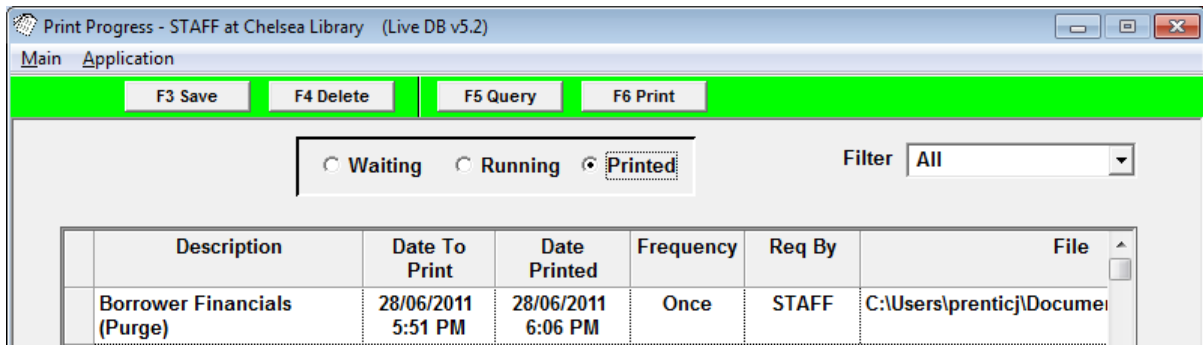 Print Progress - STAFF at Chelsea Library (Live DB v5.2)
Main Application
F3 Save F4 Delete F5 Query F6 Print
Waiting Running Printed Filter All
Description Date To Print Date Printed Frequency Req By File
Borrower Financials (Purge) 28/06/2011 5:51 PM 28/06/2011 6:06 PM Once STAFF C:\Users\prenticj\Documen